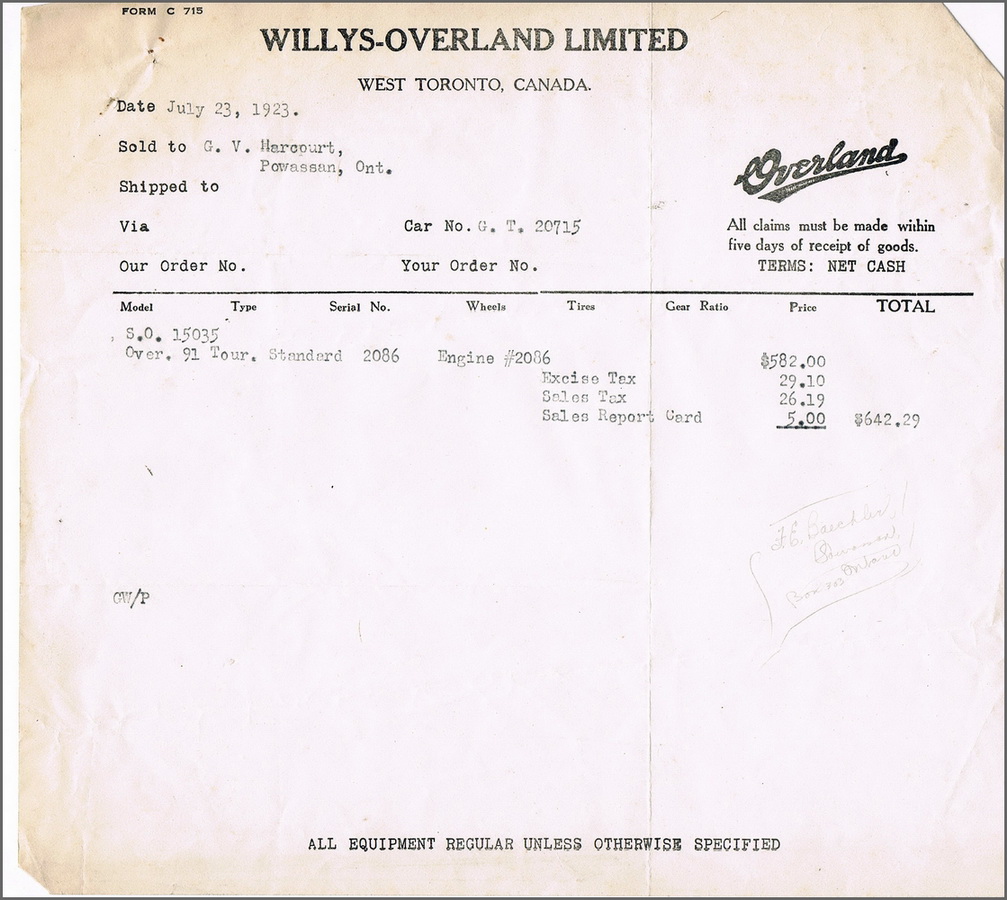 FORM C 715
WILLYS-OVERLAND LIMITED
WEST TORONTO, CANADA.
Date July 23, 1923.
Sold to G. V. Harcourt,
Powassan, Ont.
Shipped to
Overland
Via Car No. G. T. 20715
All claims must be made within
five days of receipt of goods.
Our Order No. Your Order No.
TERMS: NET CASH
Model Type Serial No. Wheels Tires Gear Ratio Price TOTAL
S.O. 15035
Over. 91 Tour. Standard 2086 Engine #2086 $582.00
Excise Tax 29.10
Sales Tax 26.19
Sales Report Card 5.00 $642.29
F.E. Baechler
Box
GW/P
ALL EQUIPMENT REGULAR UNLESS OTHERWISE SPECIFIED